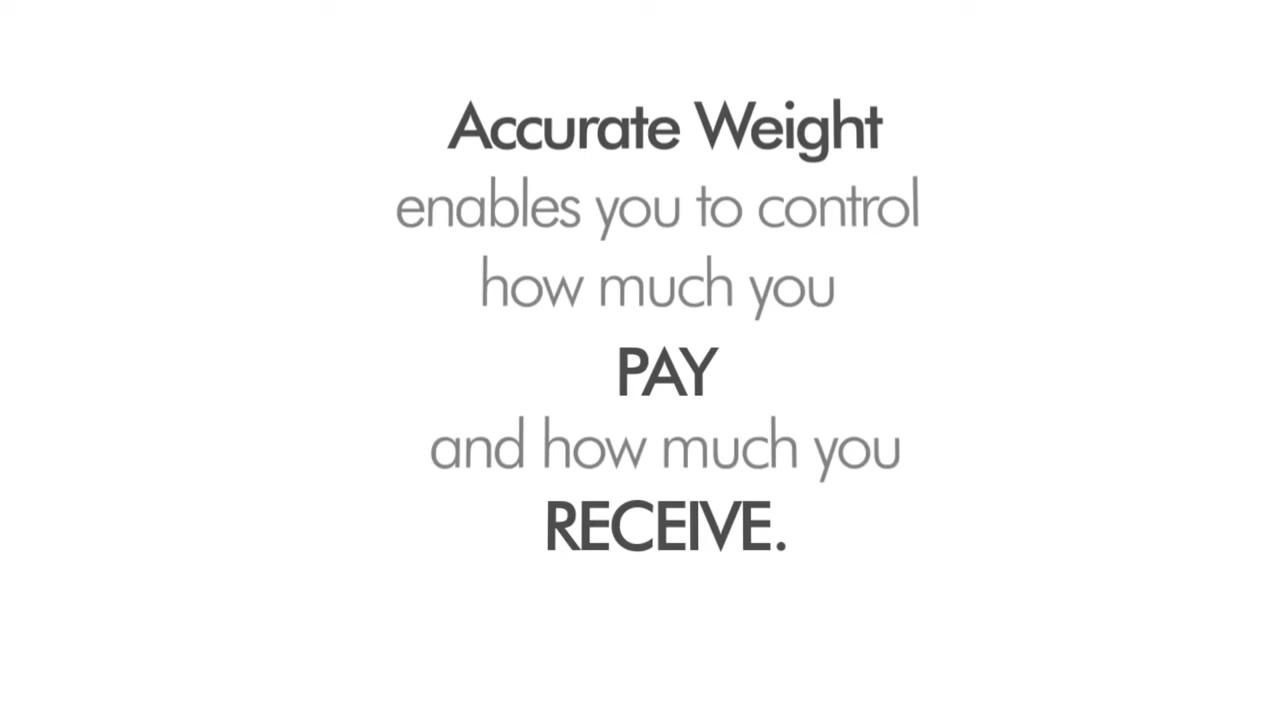 Accurate Weight
enables you to control
how much you
PAY
and how much you
RECEIVE.